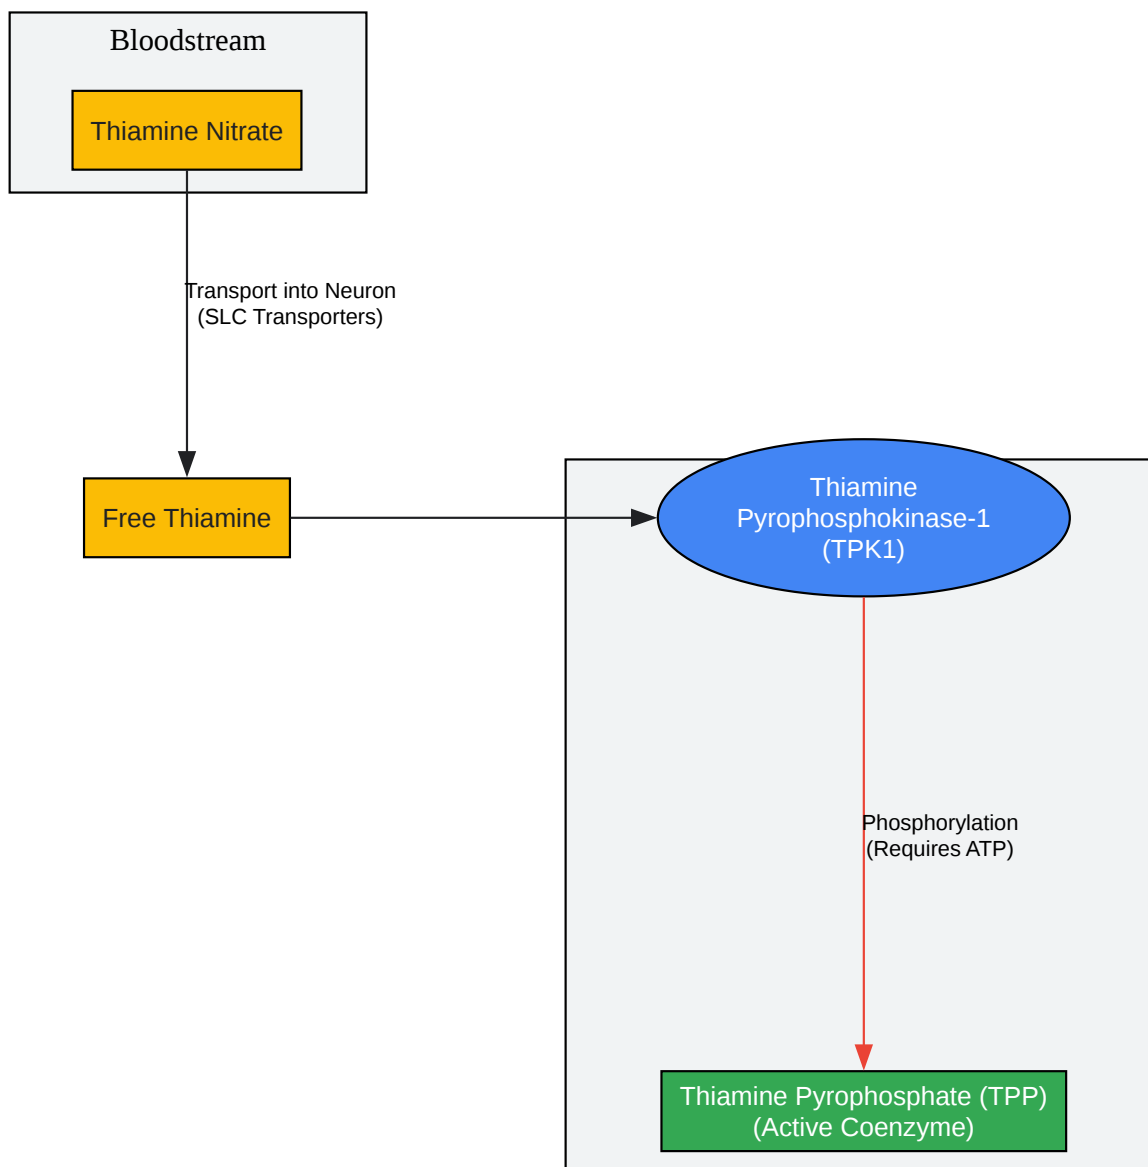 Bloodstream
Thiamine Nitrate
Transport into Neuron
(SLC Transporters)
Free Thiamine
Thiamine
Pyrophosphokinase-1
(TPK1)
Phosphorylation
(Requires ATP)
Thiamine Pyrophosphate (TPP)
(Active Coenzyme)